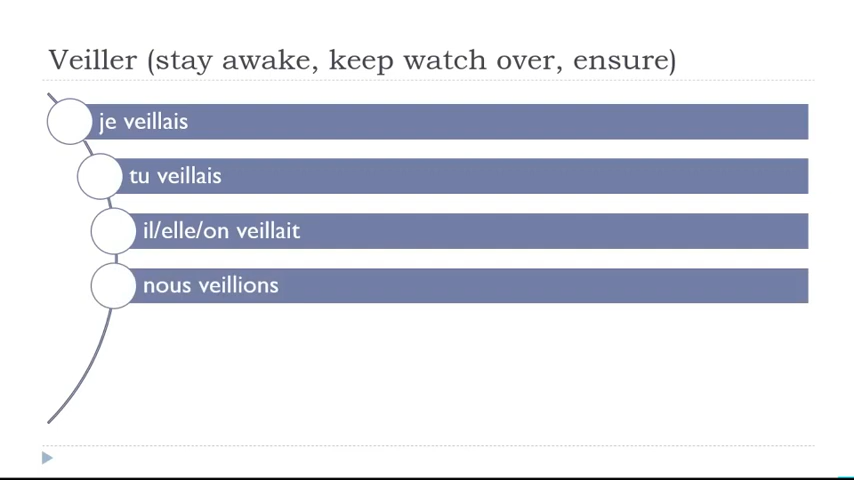 Veiller (stay awake, keep watch over, ensure)
je veillais
tu veillais
il/elle/on veillait
nous veillions